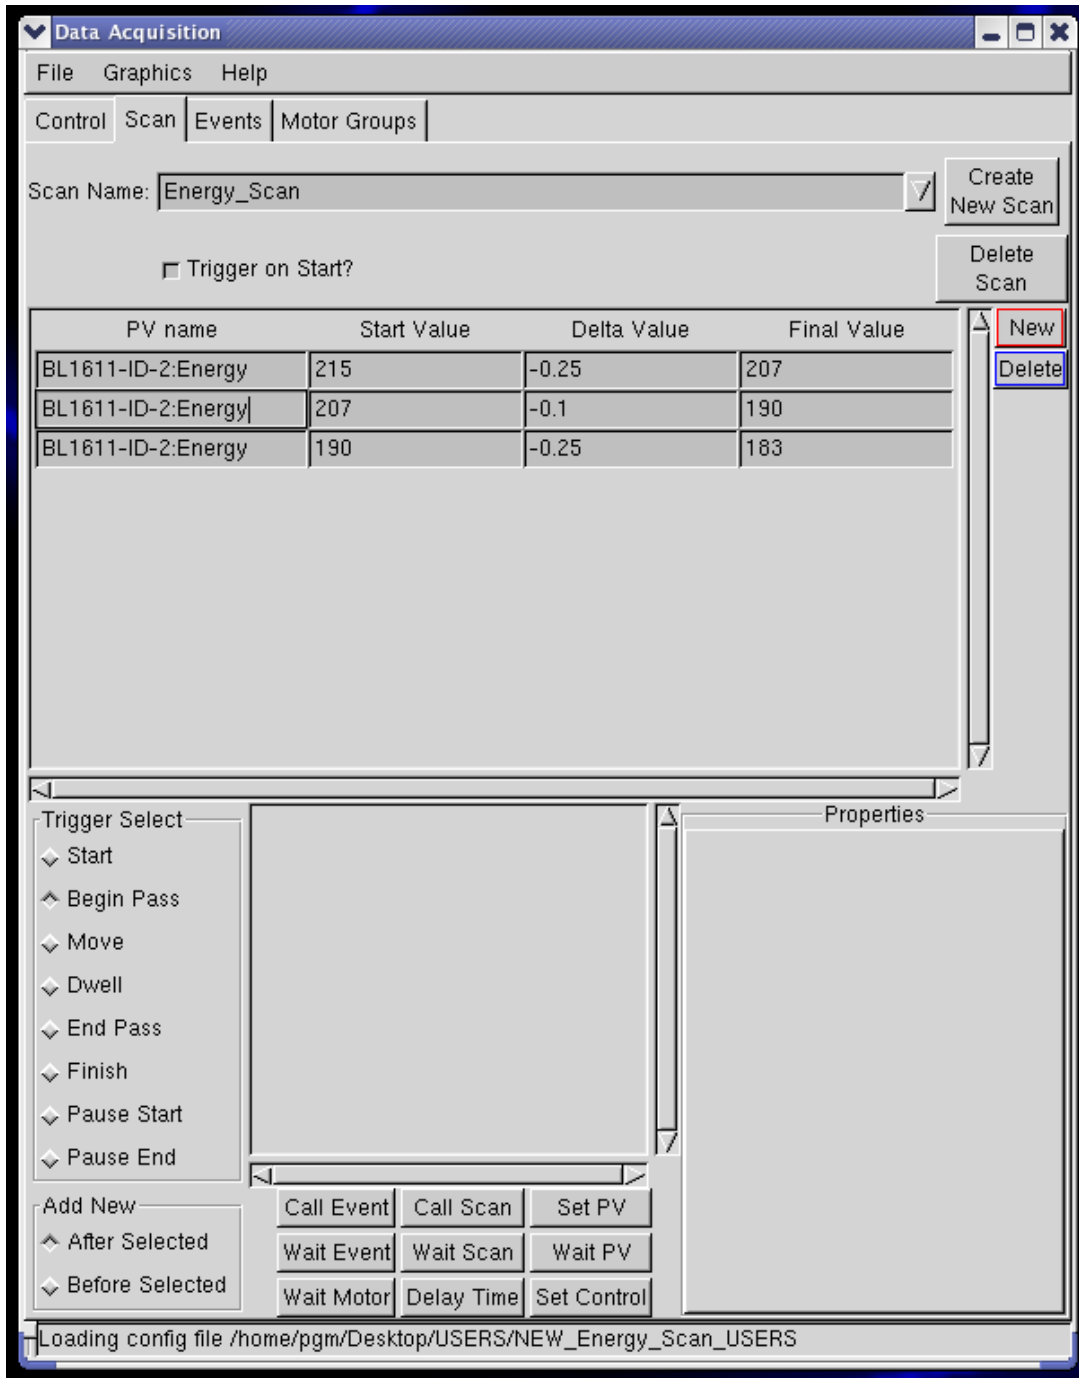 Data Acquisition
File Graphics Help
Control Scan Events Motor Groups
Scan Name: Energy_Scan
Create
New Scan
Trigger on Start?
Delete
Scan
PV name Start Value Delta Value Final Value
New
Delete
BL1611-ID-2:Energy 215 -0.25 207
BL1611-ID-2:Energy 207 -0.1 190
BL1611-ID-2:Energy 190 -0.25 183
Trigger Select
Start
Begin Pass
Move
Dwell
End Pass
Finish
Pause Start
Pause End
Properties
Add New
After Selected
Before Selected
Call Event Call Scan Set PV
Wait Event Wait Scan Wait PV
Wait Motor Delay Time Set Control
Loading config file /home/pgm/Desktop/USERS/NEW_Energy_Scan_USERS